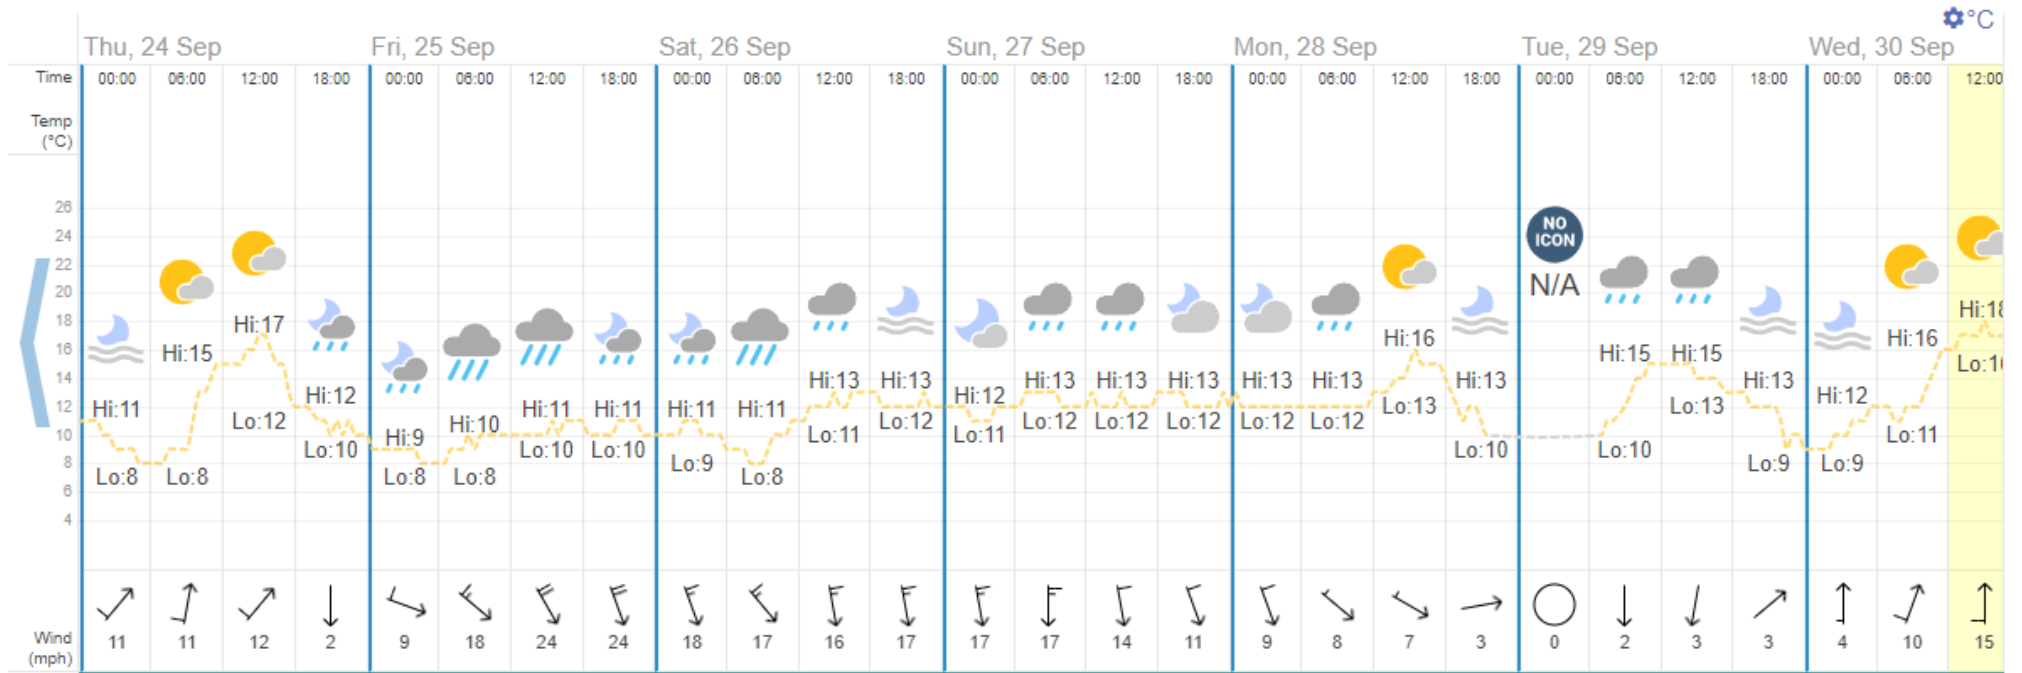 °C
Thu, 24 Sep Fri, 25 Sep Sat, 26 Sep Sun, 27 Sep Mon, 28 Sep Tue, 29 Sep Wed, 30 Sep
Time 00:00 06:00 12:00 18:00 00:00 06:00 12:00 18:00 00:00 06:00 12:00 18:00 00:00 06:00 12:00 18:00 00:00 06:00 12:00 18:00 00:00 06:00 12:00 18:00 00:00 06:00 12:00
Temp
(°C)
26
24
22
20
18
16
14
12
10
8
6
4
Hi:11 Hi:15 Hi:17 Hi:12 Hi:9 Hi:10 Hi:11 Hi:11 Hi:11 Hi:11 Hi:13 Hi:13 Hi:12 Hi:13 Hi:13 Hi:13 Hi:13 Hi:13 Hi:16 Hi:13
NO
ICON
N/A
Hi:15 Hi:15 Hi:13 Hi:12 Hi:16 Hi:18
Lo:8 Lo:8 Lo:12 Lo:10 Lo:8 Lo:8 Lo:10 Lo:10 Lo:9 Lo:8 Lo:11 Lo:12 Lo:11 Lo:12 Lo:12 Lo:12 Lo:12 Lo:12 Lo:13 Lo:10 Lo:10 Lo:13 Lo:9 Lo:9 Lo:11
Wind
(mph)
11 11 12 2 9 18 24 24 18 17 16 17 17 17 14 11 9 8 7 3 0 2 3 3 4 10 15